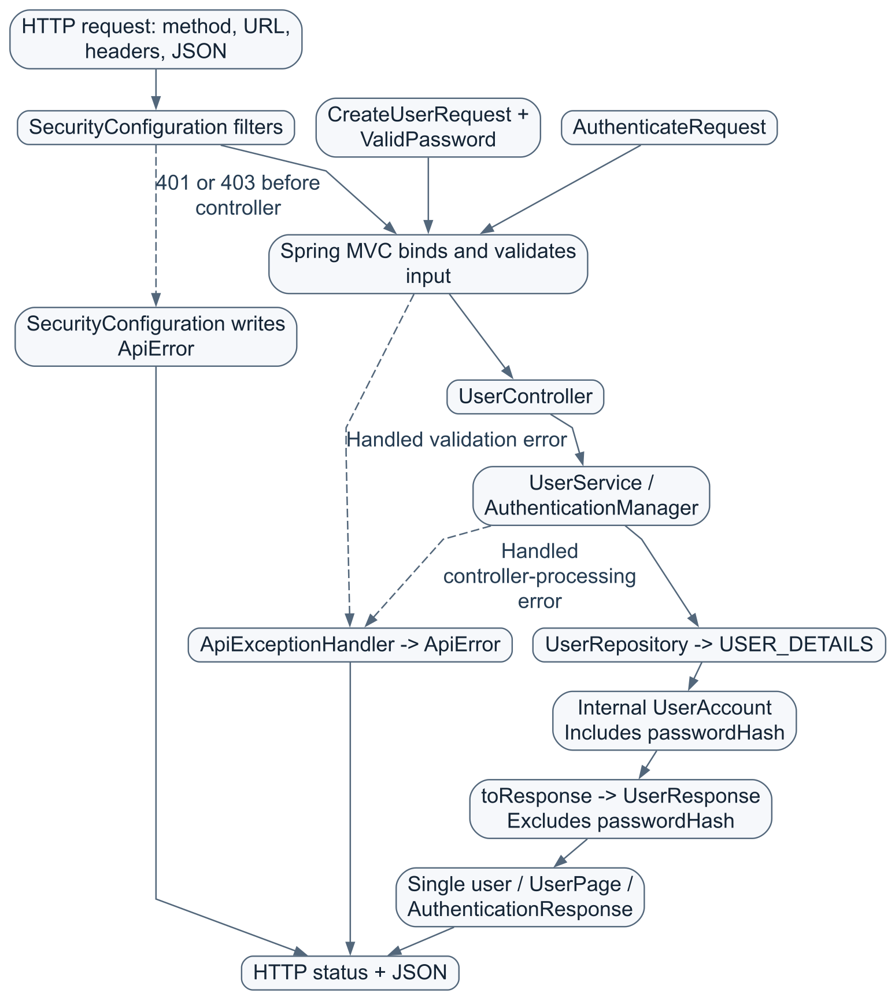 HTTP request: method, URL,
headers, JSON
SecurityConfiguration filters
CreateUserRequest +
ValidPassword
AuthenticateRequest
401 or 403 before
controller
Spring MVC binds and validates
input
SecurityConfiguration writes
ApiError
UserController
Handled validation error
UserService /
AuthenticationManager
Handled
controller-processing
error
ApiExceptionHandler -> ApiError
UserRepository -> USER_DETAILS
Internal UserAccount
Includes passwordHash
toResponse -> UserResponse
Excludes passwordHash
Single user / UserPage /
AuthenticationResponse
HTTP status + JSON